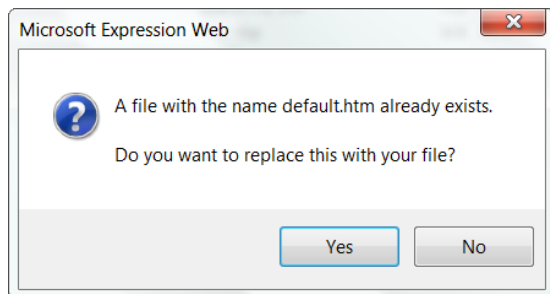 Microsoft Expression Web
A file with the name default.htm already exists.
Do you want to replace this with your file?
Yes
No